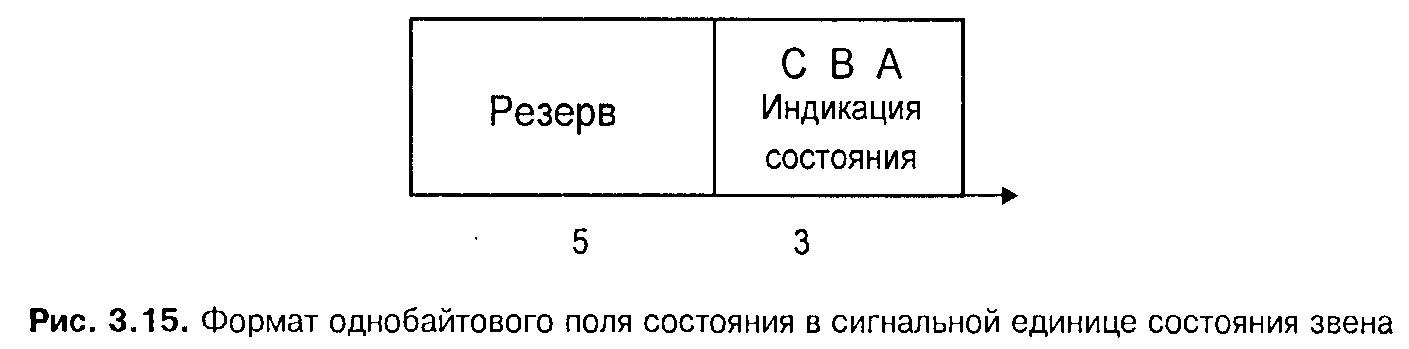 Резерв
С В А
Индикация
состояния
5
3
Рис. 3.15. Формат однобайтового поля состояния в сигнальной единице состояния звена